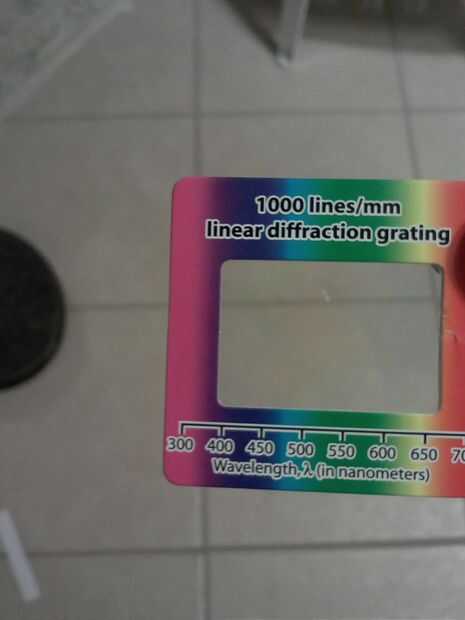 1000 lines/mm
linear diffraction grating
300 400 450 500 550 600 650
Wavelength, λ (in nanometers)